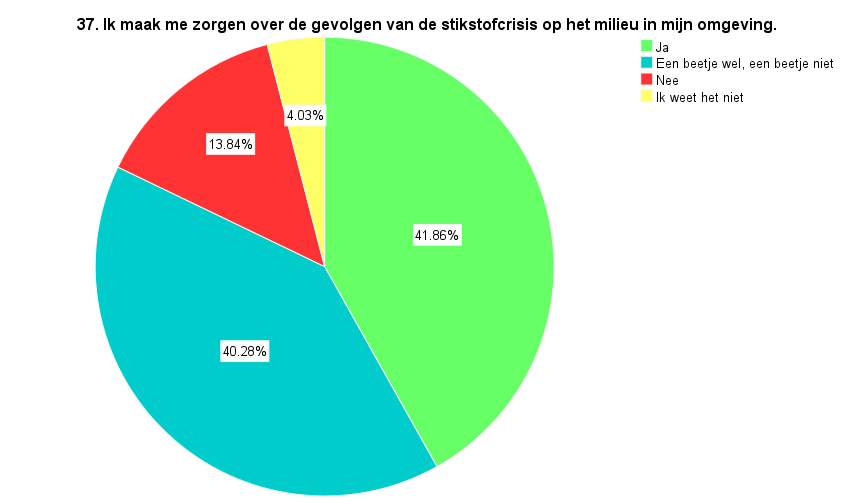 37. Ik maak me zorgen over de gevolgen van de stikstofcrisis op het milieu in mijn omgeving.
Ja
Een beetje wel, een beetje niet
Nee
Ik weet het niet
4.03%
13.84%
41.86%
40.28%